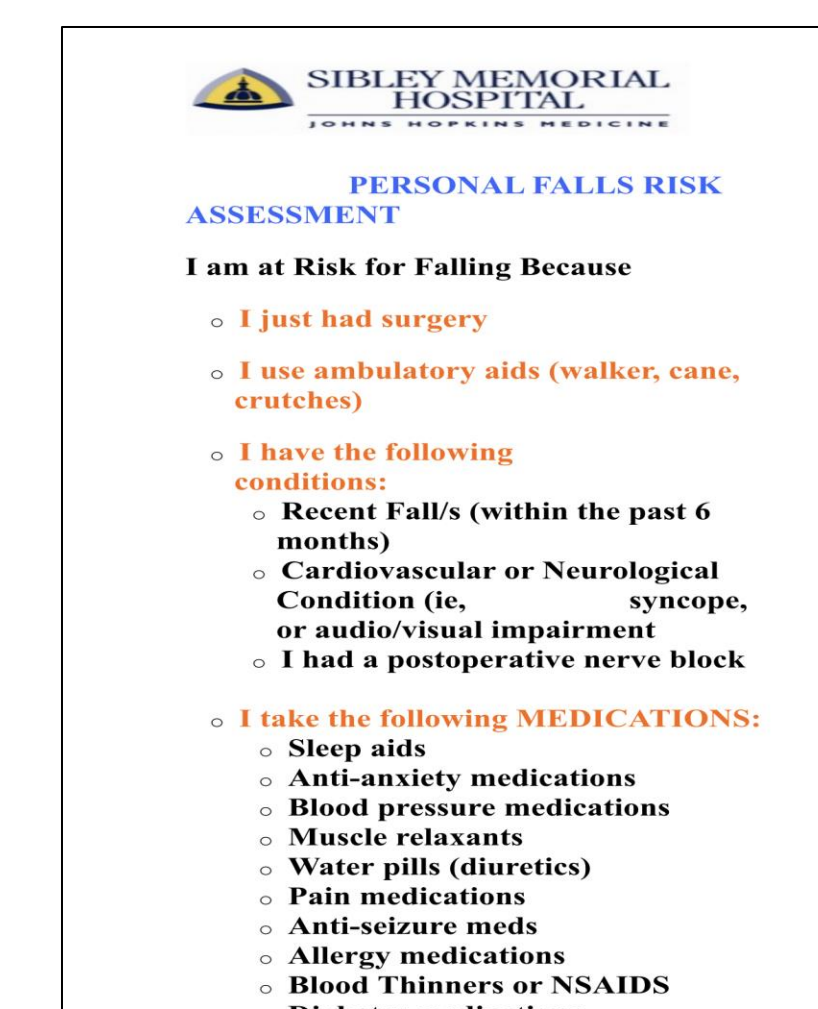 SIBLEY MEMORIAL
HOSPITAL
JOHNS HOPKINS MEDICINE
PERSONAL FALLS RISK
ASSESSMENT
I am at Risk for Falling Because
o I just had surgery
o I use ambulatory aids (walker, cane,
crutches)
o I have the following
conditions:
o Recent Fall/s (within the past 6
months)
o Cardiovascular or Neurological
Condition (ie, syncope,
or audio/visual impairment
o I had a postoperative nerve block
o I take the following MEDICATIONS:
o Sleep aids
o Anti-anxiety medications
o Blood pressure medications
o Muscle relaxants
o Water pills (diuretics)
o Pain medications
o Anti-seizure meds
o Allergy medications
o Blood Thinners or NSAIDS